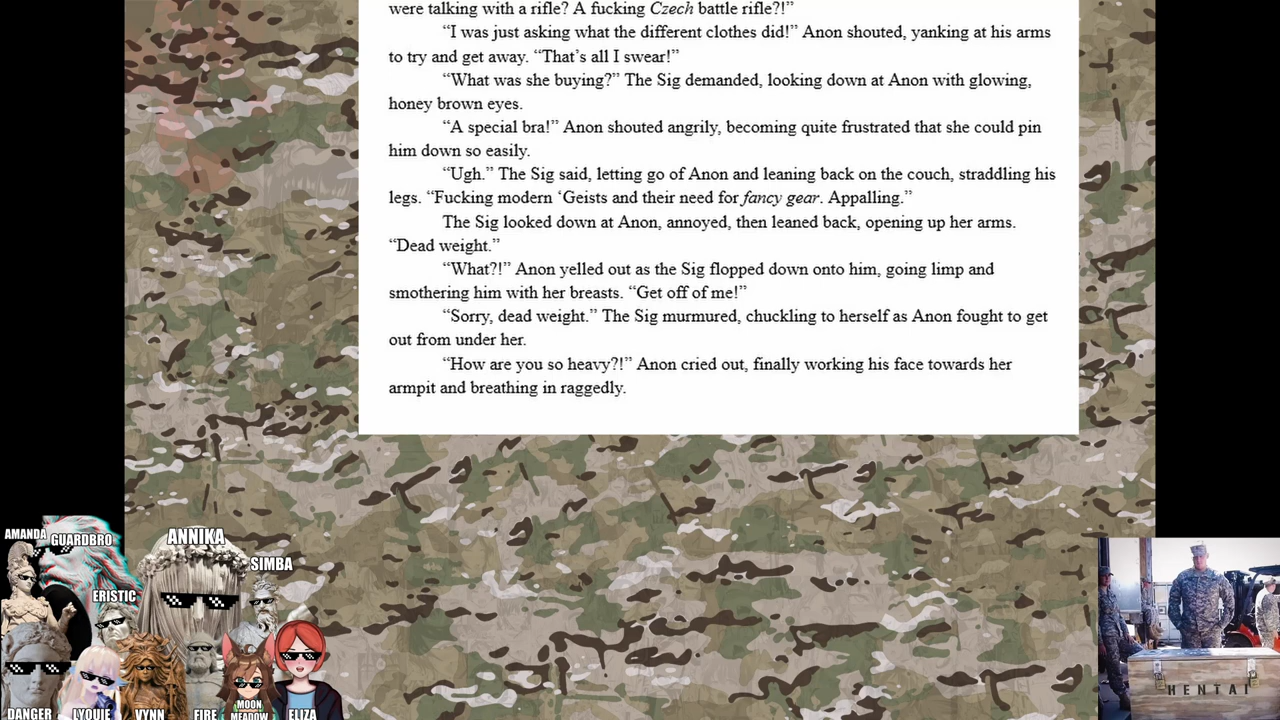 were talking with a rifle? A fucking Czech battle rifle?!”
“I was just asking what the different clothes did!” Anon shouted, yanking at his arms
to try and get away. “That’s all I swear!”
“What was she buying?” The Sig demanded, looking down at Anon with glowing,
honey brown eyes.
“A special bra!” Anon shouted angrily, becoming quite frustrated that she could pin
him down so easily.
“Ugh.” The Sig said, letting go of Anon and leaning back on the couch, straddling his
legs. “Fucking modern ‘Geists and their need for fancy gear. Appalling.”
The Sig looked down at Anon, annoyed, then leaned back, opening up her arms.
“Dead weight.”
“What?!” Anon yelled out as the Sig flopped down onto him, going limp and
smothering him with her breasts. “Get off of me!”
“Sorry, dead weight.” The Sig murmured, chuckling to herself as Anon fought to get
out from under her.
“How are you so heavy?!” Anon cried out, finally working his face towards her
armpit and breathing in raggedly.
AMANDA
GUARDBRO
ANNIKA
SIMBA
ERISTIC
DANGER
LYQUIE
VYNN
FIRE
MOON
MEADOW
ELIZA
HENTAI